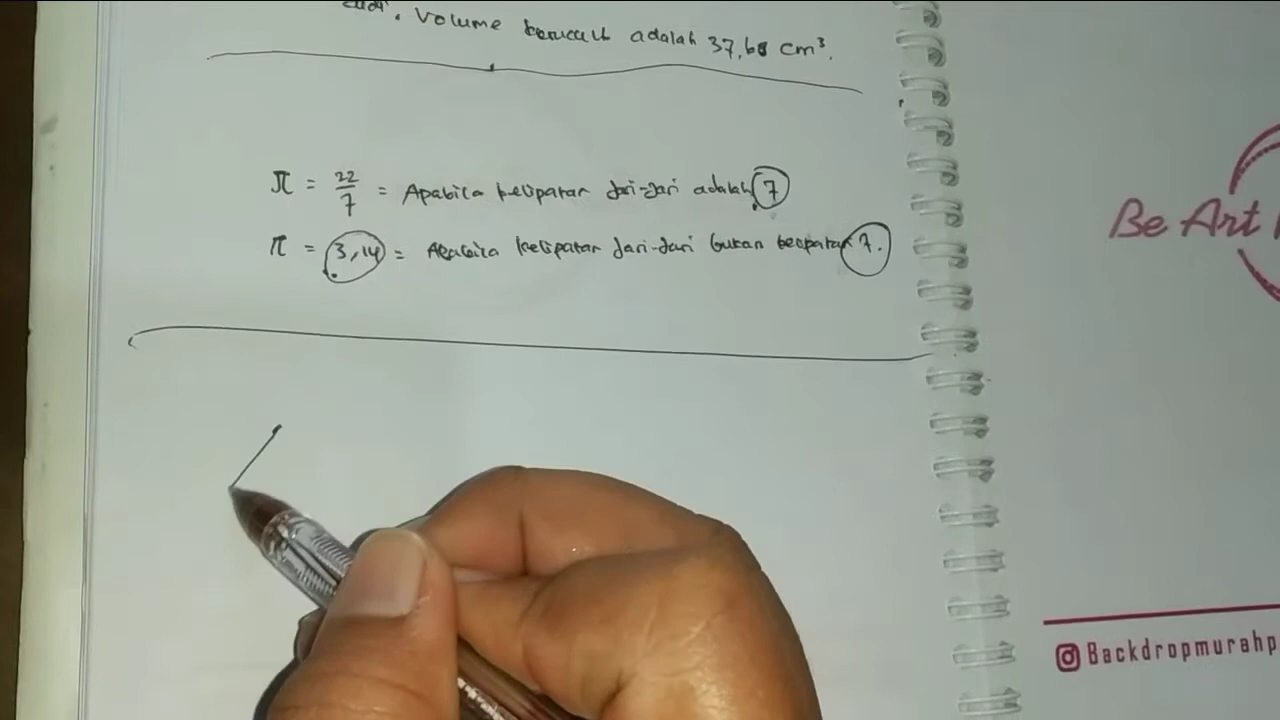 . Volume kerucut adalah 37,68 cm³.
π = 22/7 = Apabila kelipatan jari-jari adalah 7
π = 3,14 = Apabila kelipatan jari-jari bukan kelipatan 7.
Be Art
Backdropmurahp